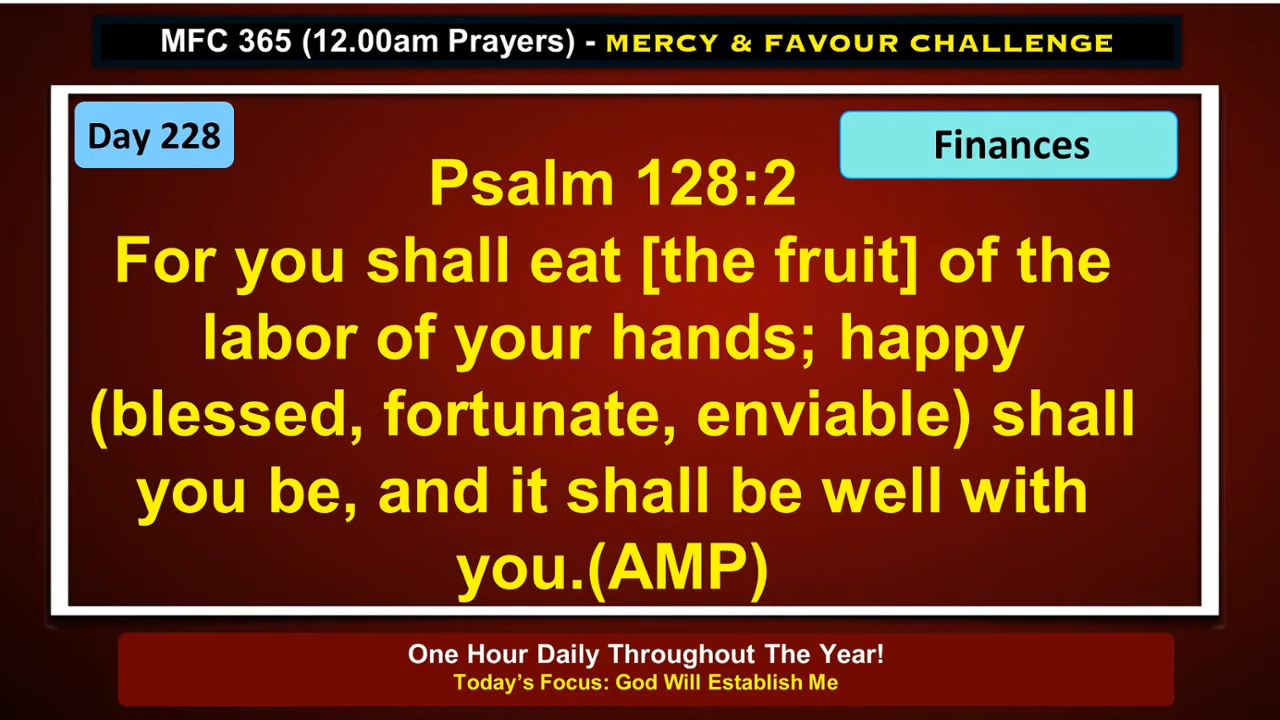 MFC 365 (12.00am Prayers) - MERCY & FAVOUR CHALLENGE
Day 228
Finances
Psalm 128:2
For you shall eat [the fruit] of the
labor of your hands; happy
(blessed, fortunate, enviable) shall
you be, and it shall be well with
you.(AMP)
One Hour Daily Throughout The Year!
Today's Focus: God Will Establish Me